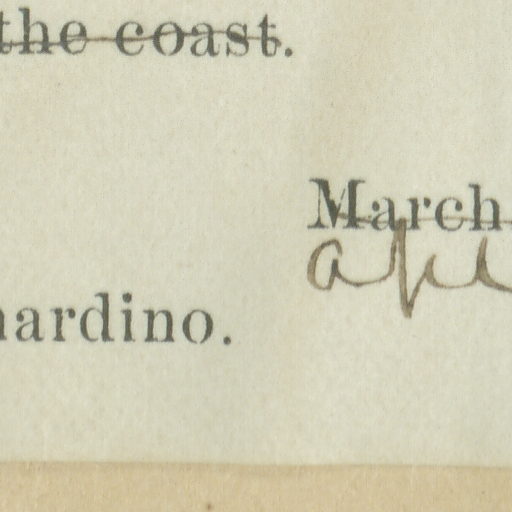 the coast.
March
nardino.